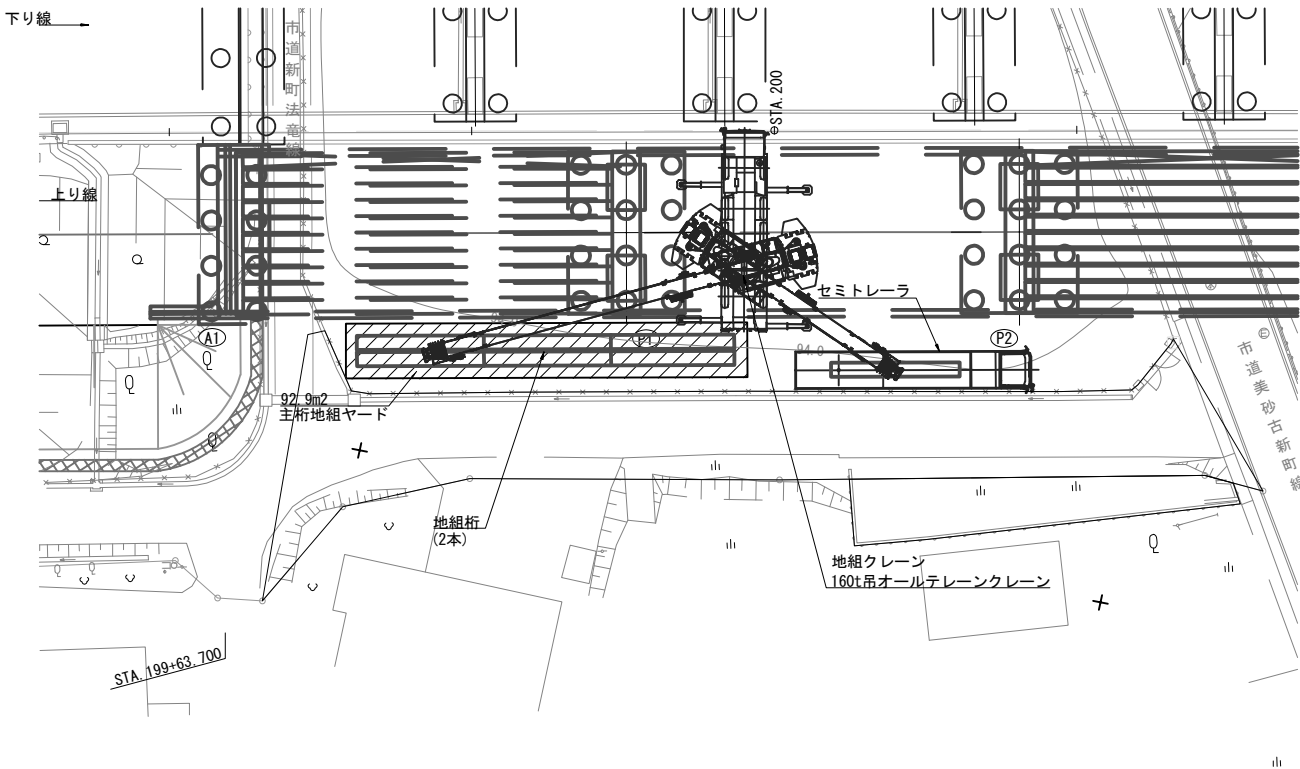 下り線
市道新町法竜線
STA.200
上り線
セミトレーラ
A1
P1
P2
94.0
92.9m2
主桁地組ヤード
市道美砂古新町線
地組桁
(2本)
地組クレーン
160t吊オールテレーンクレーン
STA.199+63.700